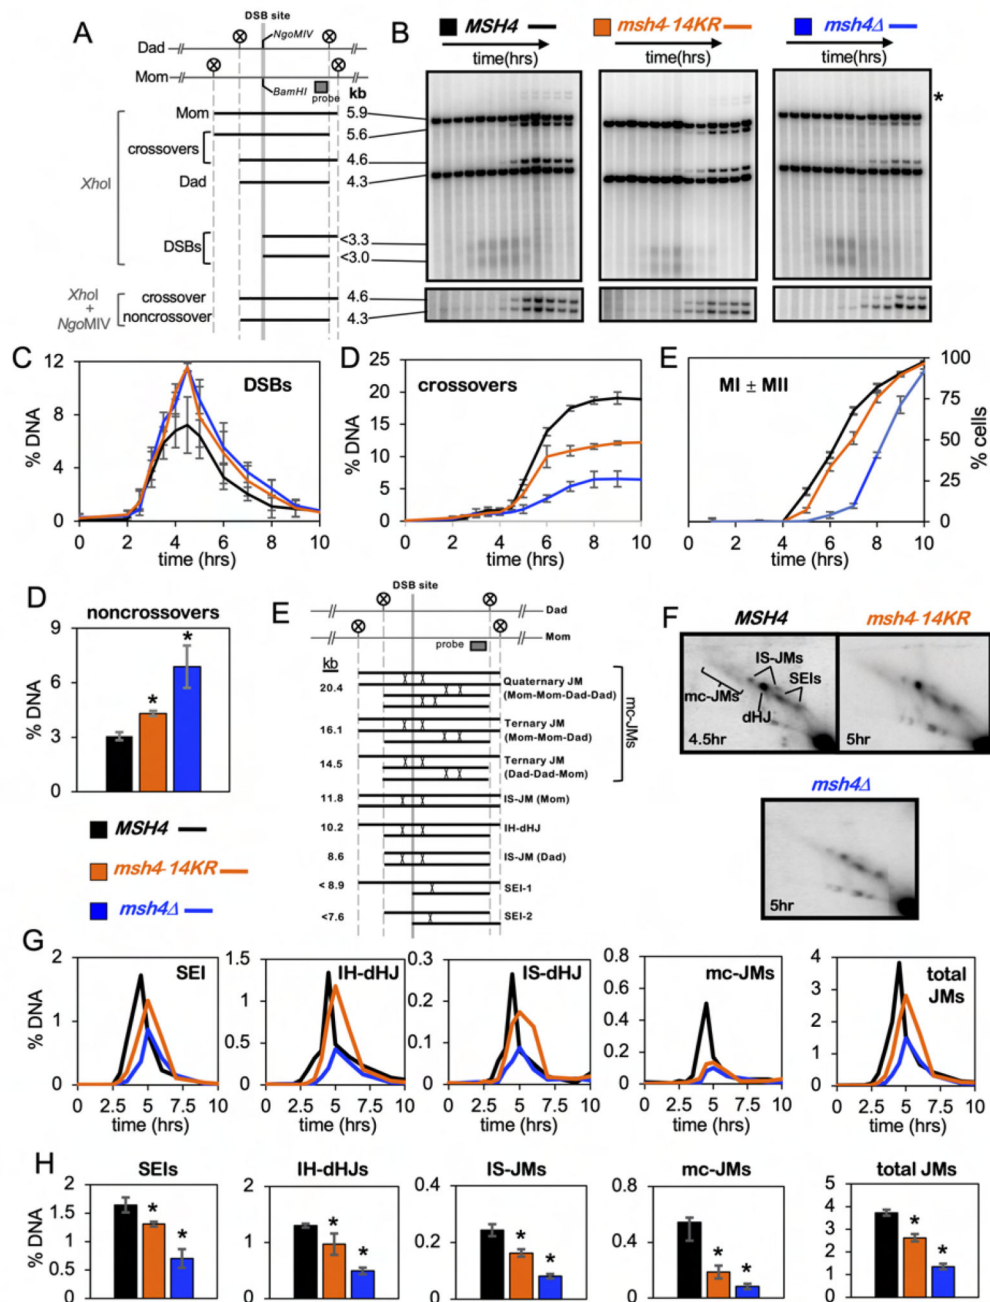 A
DSB site
NgoMIV
Dad
Mom
BamHI
probe
kb
Mom 5.9
5.6
crossovers
4.6
XhoI
Dad 4.3
DSBs
<3.3
<3.0
XhoI
+
NgoMIV
crossover 4.6
noncrossover 4.3
B
MSH4
msh4-14KR
msh4Δ
time(hrs)
time(hrs)
time(hrs)
*
C
DSBs
% DNA
12
8
4
0
0 2 4 6 8 10
time (hrs)
D
crossovers
% DNA
25
20
15
10
5
0
0 2 4 6 8 10
time (hrs)
E
MI ± MII
% cells
100
75
50
25
0
0 2 4 6 8 10
time (hrs)
D
noncrossovers
% DNA
9
6
3
0
*
*
MSH4
msh4-14KR
msh4Δ
E
DSB site
Dad
Mom
probe
kb
20.4
Quaternary JM
(Mom-Mom-Dad-Dad)
16.1
Ternary JM
(Mom-Mom-Dad)
14.5
Ternary JM
(Dad-Dad-Mom)
mc-JMs
11.8 IS-JM (Mom)
10.2 IH-dHJ
8.6 IS-JM (Dad)
<8.9 SEI-1
<7.6 SEI-2
F
MSH4
msh4-14KR
IS-JMs
SEIs
mc-JMs
dHJ
4.5hr
5hr
msh4Δ
5hr
G
SEI
% DNA
2
1
0
0 2.5 5 7.5 10
time (hrs)
IH-dHJ
1.5
1
0.5
0
0 2.5 5 7.5 10
time (hrs)
IS-dHJ
0.3
0.2
0.1
0
0 2.5 5 7.5 10
time (hrs)
mc-JMs
0.8
0.6
0.4
0.2
0
0 2.5 5 7.5 10
time (hrs)
total
JMs
4
3
2
1
0
0 2.5 5 7.5 10
time (hrs)
H
SEIs
% DNA
2
1.5
1
0.5
0
*
*
IH-dHJs
2
1
0
*
*
IS-JMs
0.4
0.2
0
*
*
mc-JMs
0.8
0.4
0
*
*
total JMs
5
4
3
2
1
0
*
*